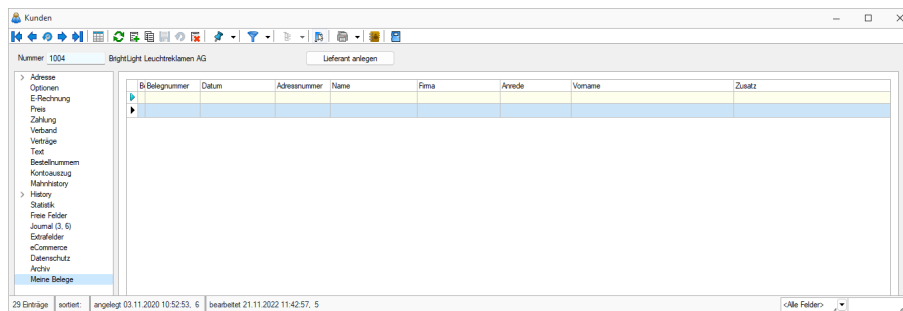 Kunden
Nummer 1004 BrightLight Leuchtreklamen AG Lieferant anlegen
Adresse
Optionen
E-Rechnung
Preis
Zahlung
Verband
Verträge
Text
Bestellnummern
Kontoauszug
Mahnhistory
History
Statistik
Freie Felder
Journal (3, 6)
Extrafelder
eCommerce
Datenschutz
Archiv
Meine Belege
Belegnummer Datum Adressnummer Name Firma Anrede Vorname Zusatz
29 Einträge sortiert: angelegt 03.11.2020 10:52:53, 6 bearbeitet 21.11.2022 11:42:57, 5 <Alle Felder>